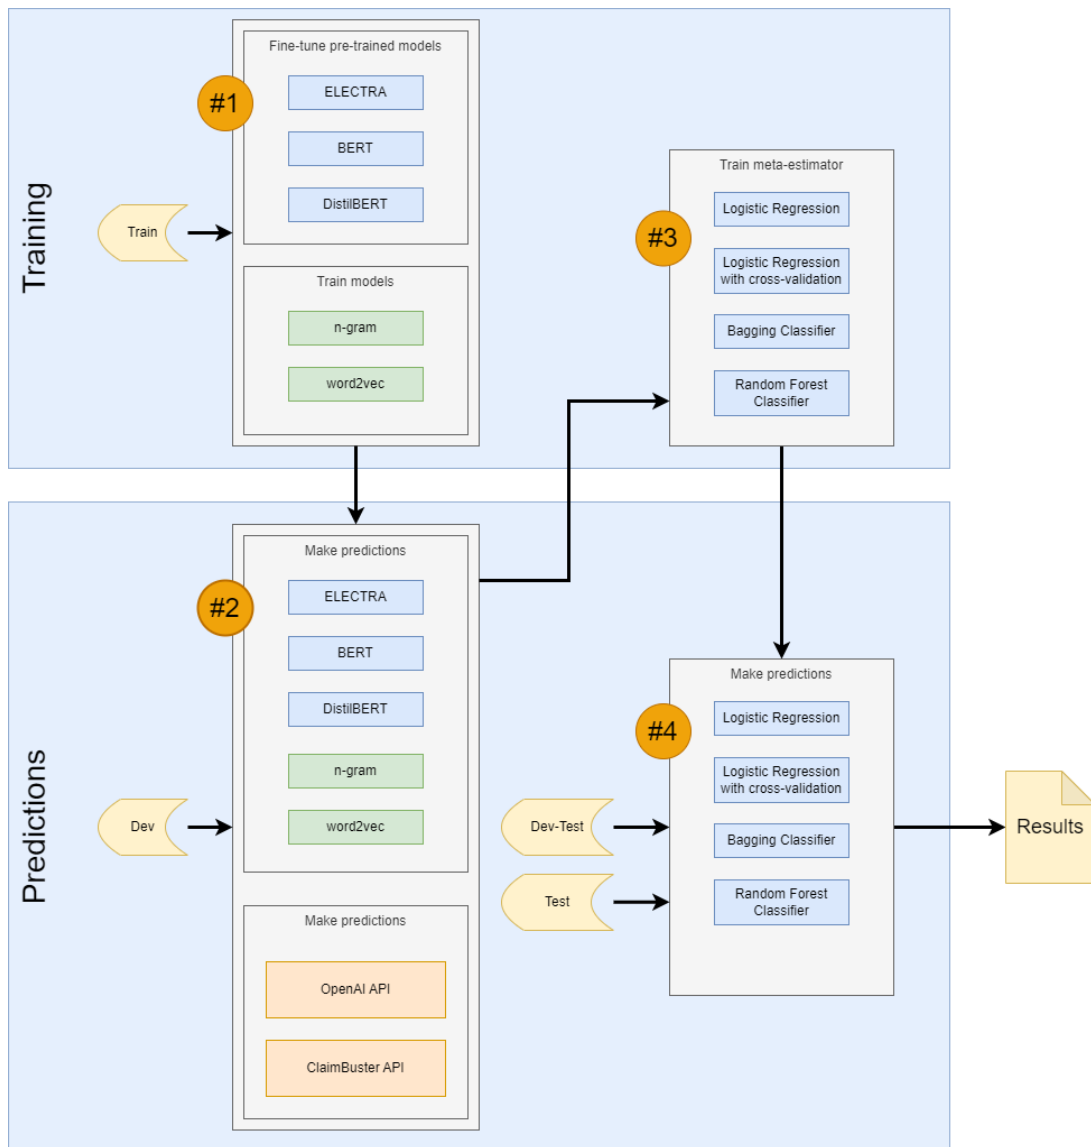 Training
Fine-tune pre-trained models
#1
ELECTRA
BERT
DistilBERT
Train
Train models
n-gram
word2vec
Train meta-estimator
#3
Logistic Regression
Logistic Regression
with cross-validation
Bagging Classifier
Random Forest
Classifier
Predictions
Make predictions
#2
ELECTRA
BERT
DistilBERT
n-gram
word2vec
Dev
Make predictions
OpenAI API
ClaimBuster API
Make predictions
#4
Logistic Regression
Logistic Regression
with cross-validation
Bagging Classifier
Random Forest
Classifier
Dev-Test
Test
Results